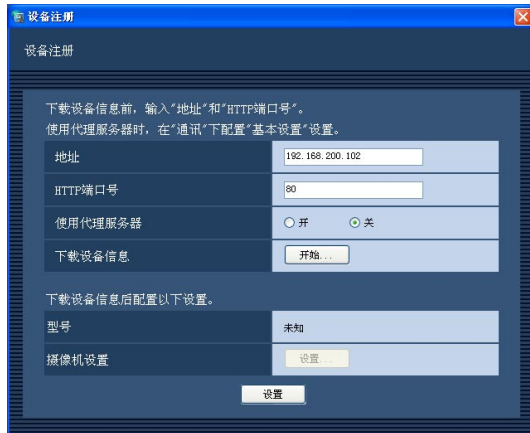 设备注册
设备注册
下载设备信息前，输入"地址"和"HTTP端口号"。
使用代理服务器时，在"通讯"下配置"基本设置"设置。
地址 192.168.200.102
HTTP端口号 80
使用代理服务器 开 关
下载设备信息 开始...
下载设备信息后配置以下设置。
型号 未知
摄像机设置 设置...
设置